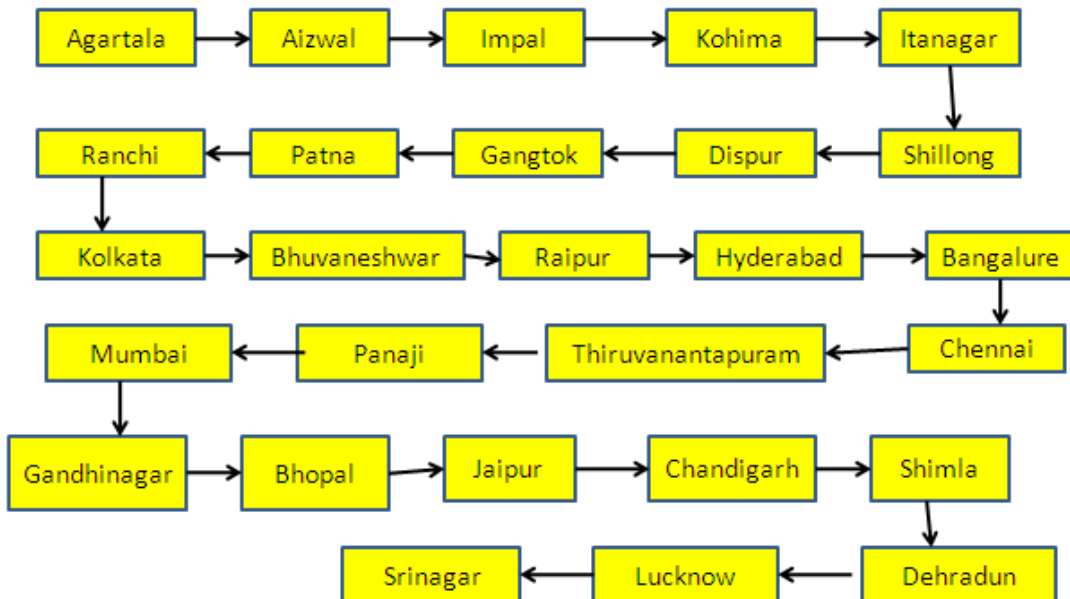 Agartala Aizwal Impal Kohima Itanagar
Ranchi Patna Gangtok Dispur Shillong
Kolkata Bhuvaneshwar Raipur Hyderabad Bangalure
Mumbai Panaji Thiruvanantapuram Chennai
Gandhinagar Bhopal Jaipur Chandigarh Shimla
Srinagar Lucknow Dehradun